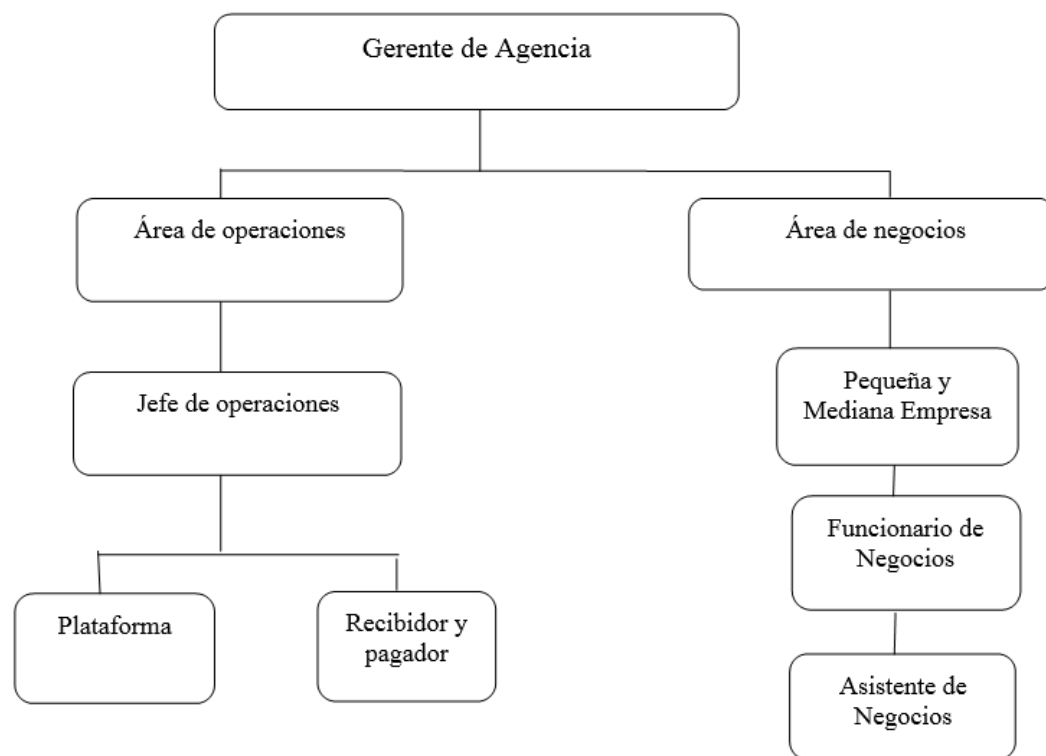 Gerente de Agencia
Área de operaciones
Área de negocios
Jefe de operaciones
Pequeña y
Mediana Empresa
Funcionario de
Negocios
Plataforma
Recibidor y
pagador
Asistente de
Negocios